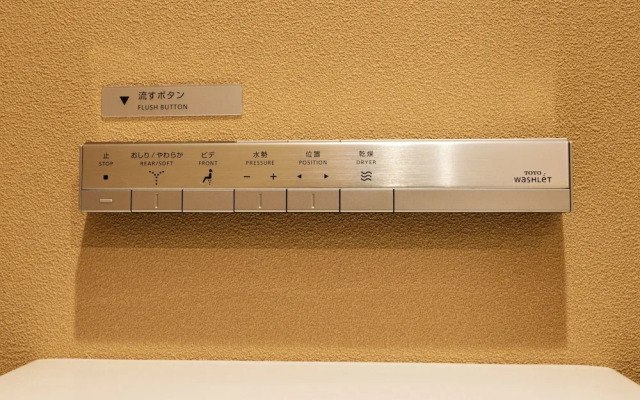 流すボタン
FLUSH BUTTON
止 おしり/やわらか ビデ 水勢 位置 乾燥
STOP REAR/SOFT FRONT PRESSURE POSITION DRYER
− +
TOTO
WASHLET